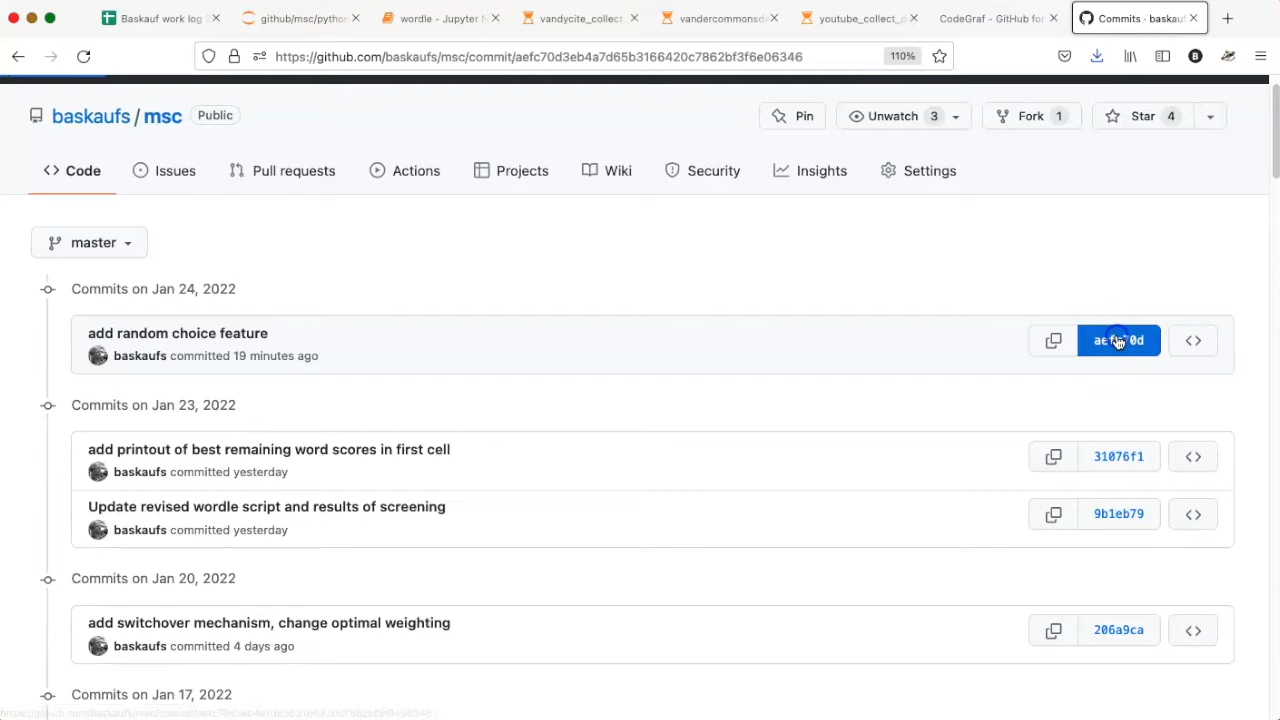 Baskauf work log
github/msc/python
wordle - Jupyter N
vandycite_collect
vandercommonsd
youtube_collect_d
CodeGraf - GitHub for
Commits · baskauf
https://github.com/baskaufs/msc/commit/aefc70d3eb4a7d65b3166420c7862bf3f6e06346
110%
baskaufs / msc Public
Pin
Unwatch 3
Fork 1
Star 4
<> Code
Issues
Pull requests
Actions
Projects
Wiki
Security
Insights
Settings
master
Commits on Jan 24, 2022
add random choice feature
baskaufs committed 19 minutes ago
aefc70d
Commits on Jan 23, 2022
add printout of best remaining word scores in first cell
baskaufs committed yesterday
31076f1
Update revised wordle script and results of screening
baskaufs committed yesterday
9b1eb79
Commits on Jan 20, 2022
add switchover mechanism, change optimal weighting
baskaufs committed 4 days ago
206a9ca
Commits on Jan 17, 2022